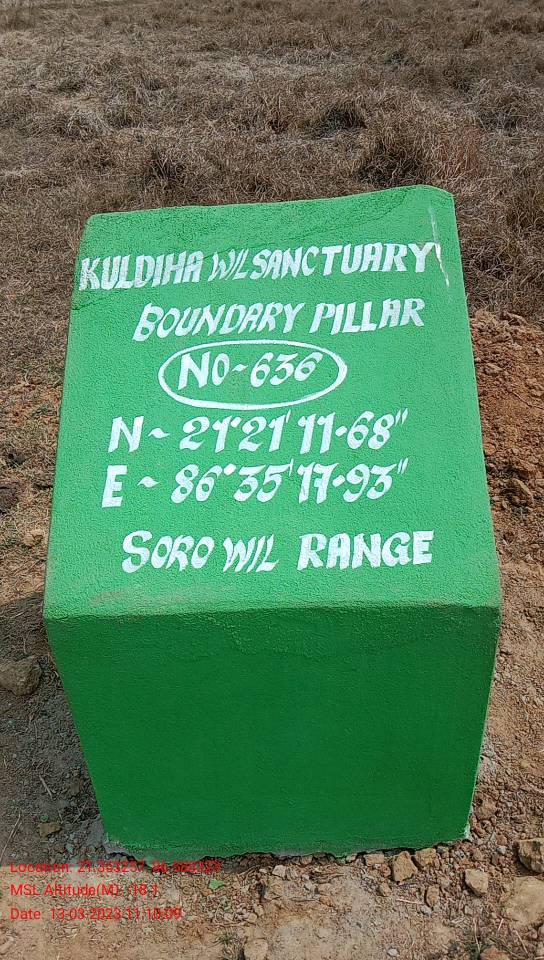 KULDIHA W/L SANCTUARY
BOUNDARY PILLAR
NO-636
N- 21°21'11.68"
E- 86°35'17.93"
SORO W/L RANGE
Location:
MSL Altitude(M): 18.1
Date: 13-03-2023 11:10:09